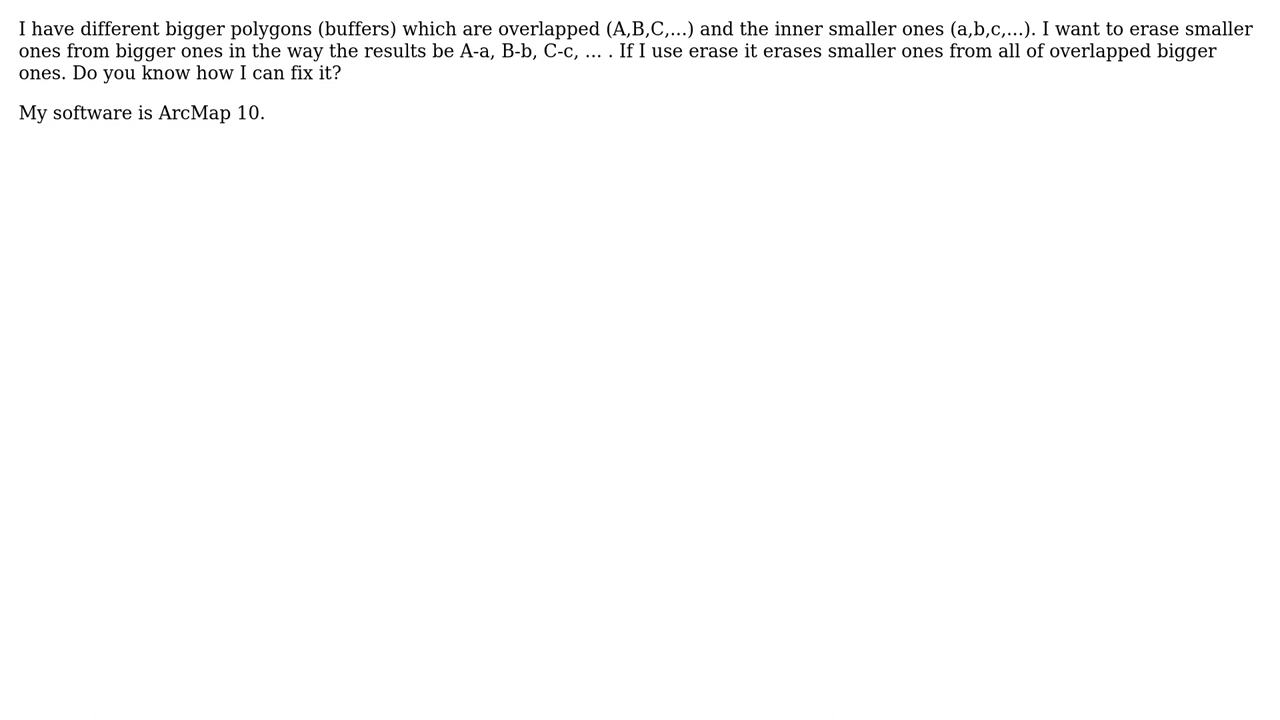 I have different bigger polygons (buffers) which are overlapped (A,B,C,...) and the inner smaller ones (a,b,c,...). I want to erase smaller
ones from bigger ones in the way the results be A-a, B-b, C-c, ... . If I use erase it erases smaller ones from all of overlapped bigger
ones. Do you know how I can fix it?
My software is ArcMap 10.